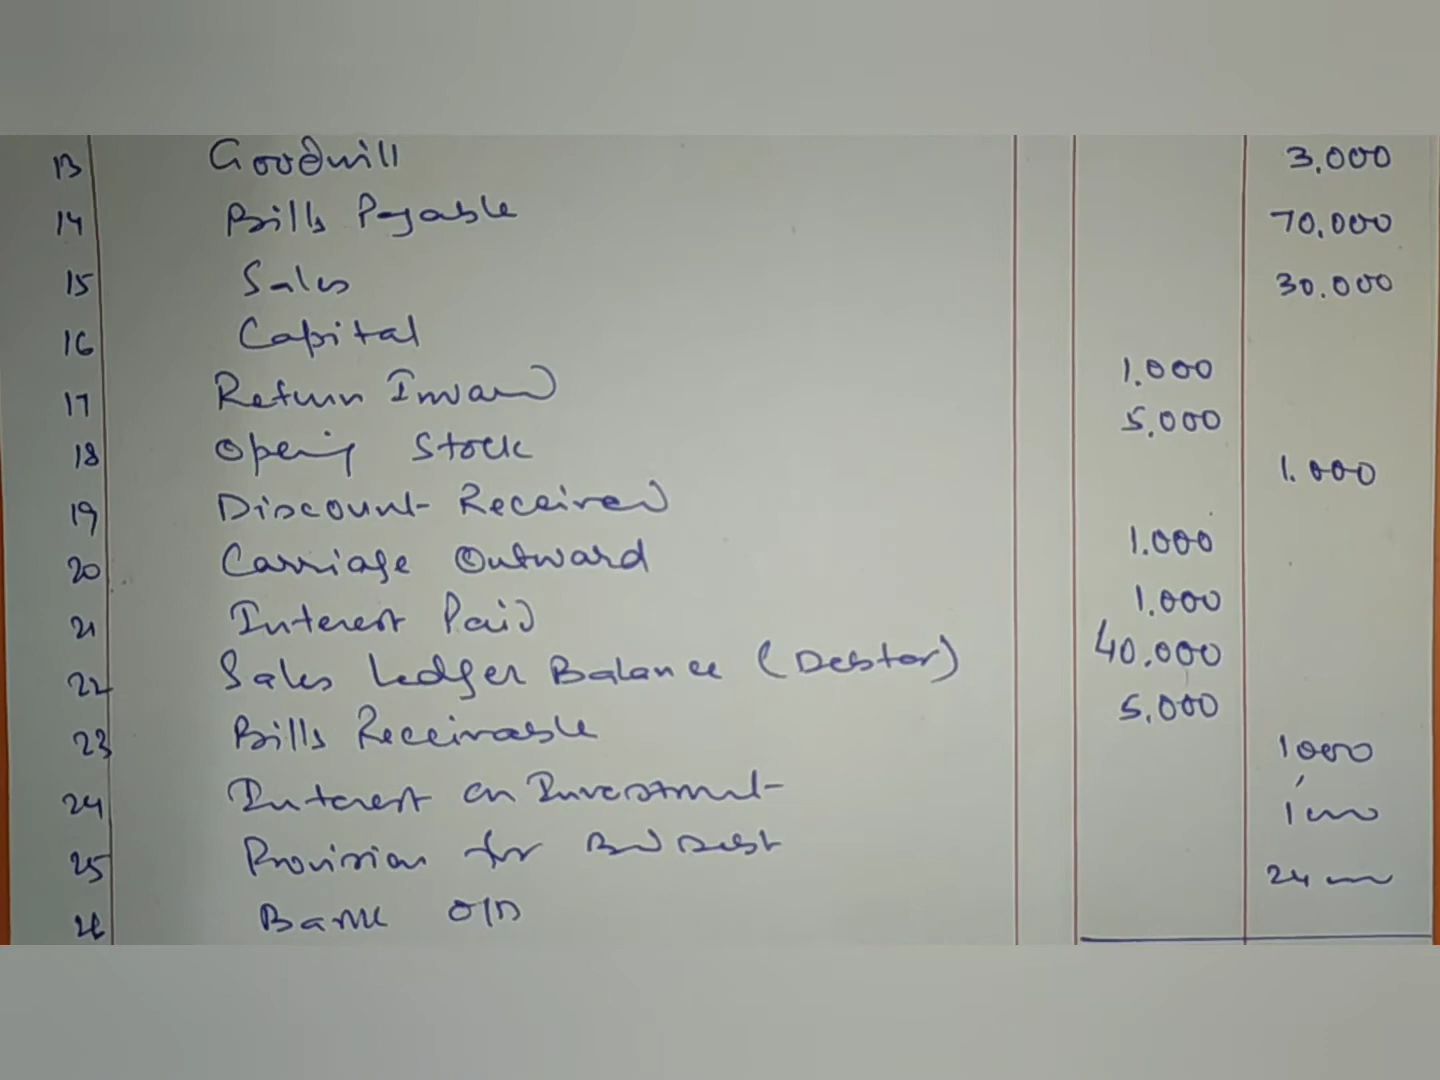 13 Goodwill 3.000
14 Bills Payable 70.000
15 Sales 30.000
16 Capital
17 Return Inward 1.000
18 Opening Stock 5.000
19 Discount Received 1.000
20 Carriage Outward 1.000
21 Interest Paid 1.000
22 Sales Ledger Balance (Debtor) 40.000
23 Bills Receivable 5.000
24 Interest on Investment 1000
25 Provision for Bad Debt 1000
26 Bank O/D 24000